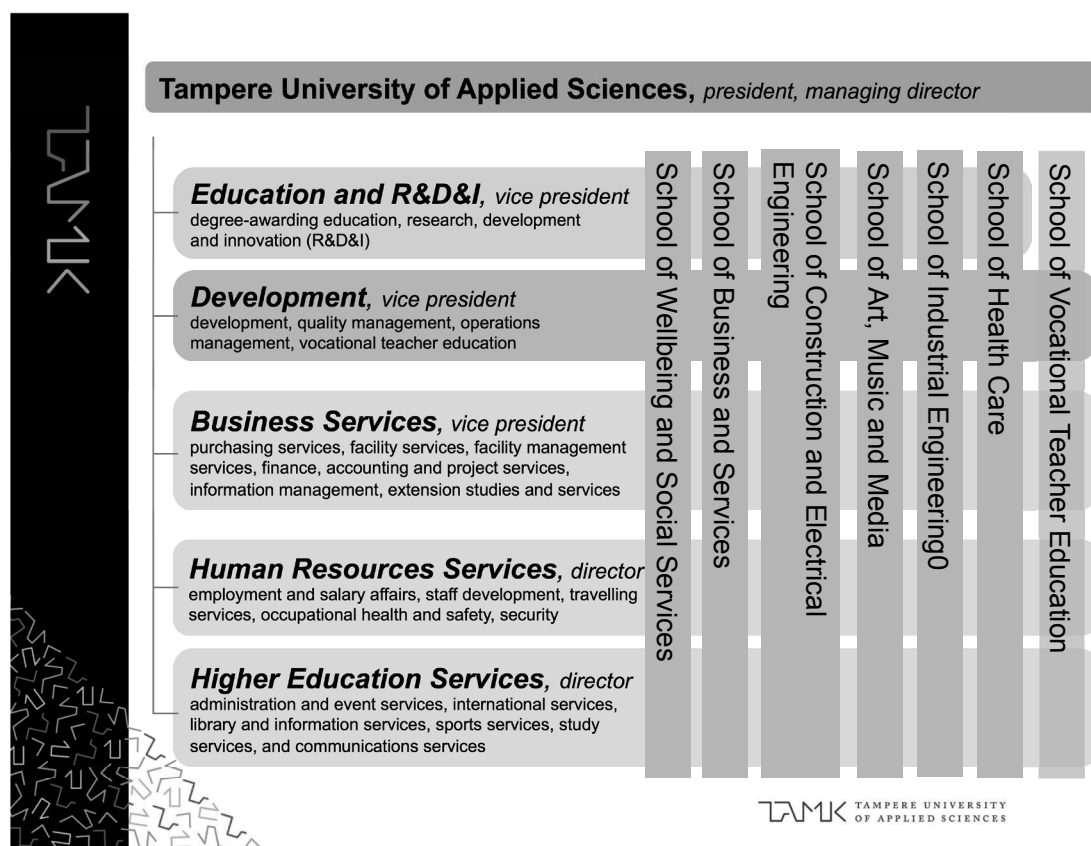 TAMK
Tampere University of Applied Sciences, president, managing director
Education and R&D&I, vice president
degree-awarding education, research, development
and innovation (R&D&I)
Development, vice president
development, quality management, operations
management, vocational teacher education
Business Services, vice president
purchasing services, facility services, facility management
services, finance, accounting and project services,
information management, extension studies and services
Human Resources Services, director
employment and salary affairs, staff development, travelling
services, occupational health and safety, security
Higher Education Services, director
administration and event services, international services,
library and information services, sports services, study
services, and communications services
School of Wellbeing and Social Services
School of Business and Services
School of Construction and Electrical
Engineering
School of Art, Music and Media
School of Industrial Engineering0
School of Health Care
School of Vocational Teacher Education
TAMK TAMPERE UNIVERSITY
OF APPLIED SCIENCES